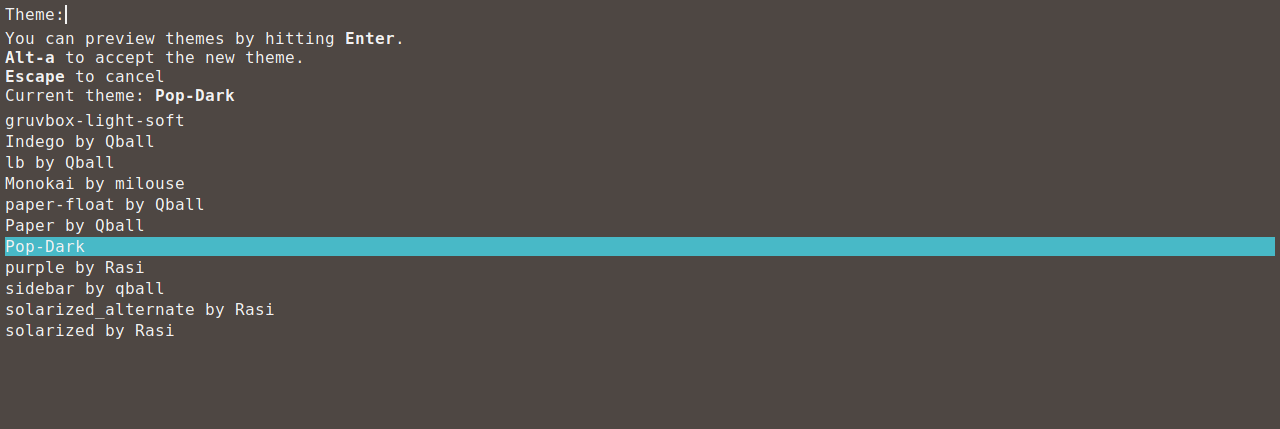 Theme:
You can preview themes by hitting Enter.
Alt-a to accept the new theme.
Escape to cancel
Current theme: Pop-Dark
gruvbox-light-soft
Indego by Qball
lb by Qball
Monokai by milouse
paper-float by Qball
Paper by Qball
Pop-Dark
purple by Rasi
sidebar by qball
solarized_alternate by Rasi
solarized by Rasi